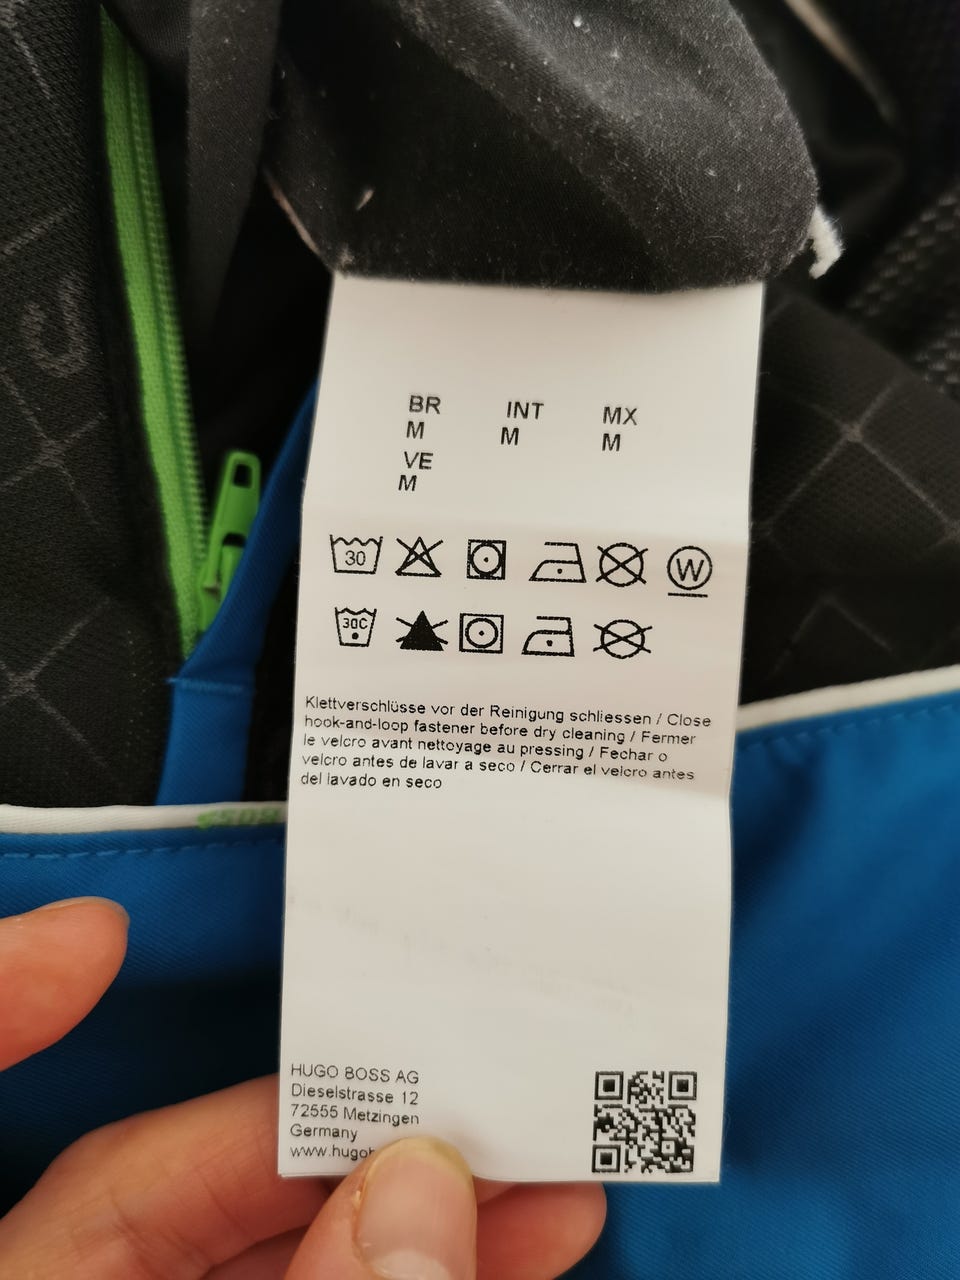 BR INT MX
M M M
VE
M
30 W
30C
Klettverschlüsse vor der Reinigung schliessen / Close
hook-and-loop fastener before dry cleaning / Fermer
le velcro avant nettoyage au pressing / Fechar o
velcro antes de lavar a seco / Cerrar el velcro antes
del lavado en seco
HUGO BOSS AG
Dieselstrasse 12
72555 Metzingen
Germany